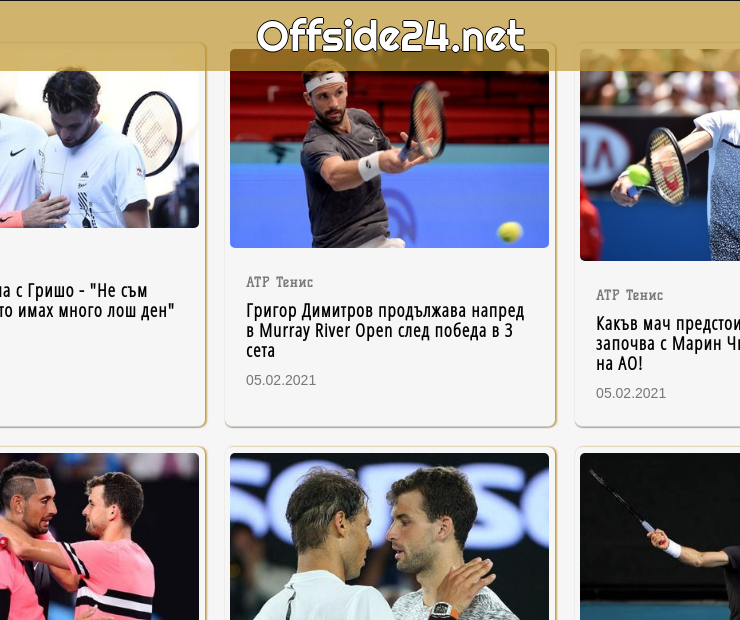 Offside24.net
на с Гришо - "Не съм
то имах много лош ден"
ATP Тенис
Григор Димитров продължава напред
в Murray River Open след победа в 3
сета
05.02.2021
ATP Тенис
Какъв мач предстои
започва с Марин Чи
на АО!
05.02.2021